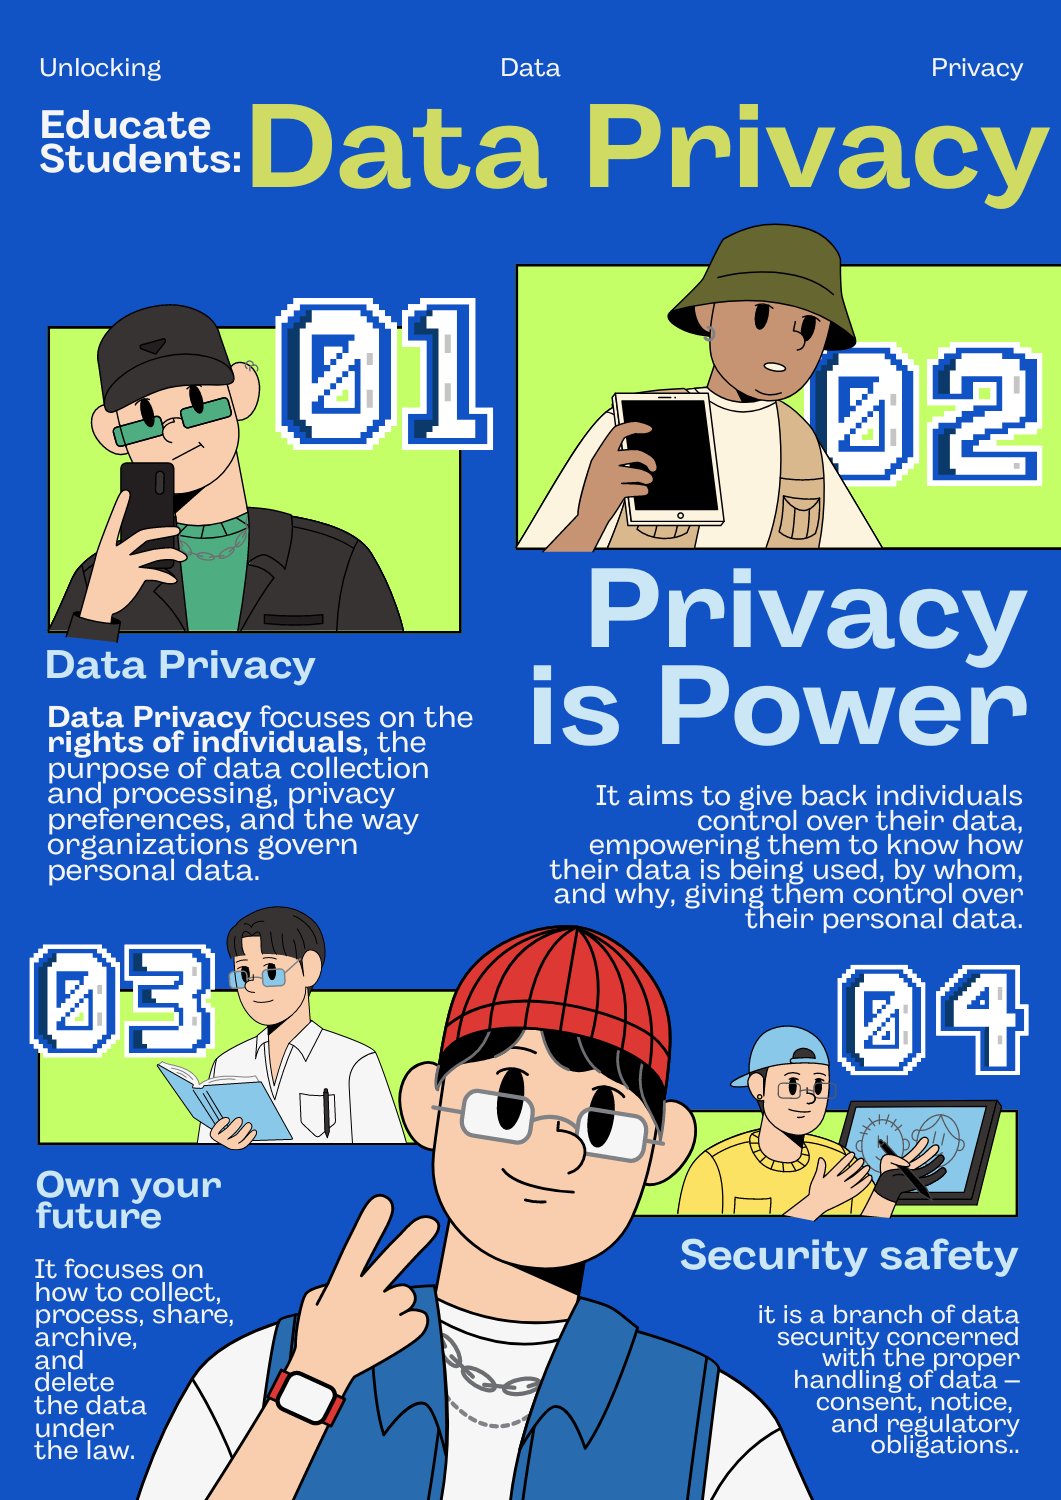 Unlocking Data Privacy
Educate
Students:
Data Privacy
01
02
Data Privacy
Data Privacy focuses on the
rights of individuals, the
purpose of data collection
and processing, privacy
preferences, and the way
organizations govern
personal data.
Privacy
is Power
It aims to give back individuals
control over their data,
empowering them to know how
their data is being used, by whom,
and why, giving them control over
their personal data.
03
Own your
future
It focuses on
how to collect,
process, share,
archive,
and
delete
the data
under
the law.
04
Security safety
it is a branch of data
security concerned
with the proper
handling of data –
consent, notice,
and regulatory
obligations..